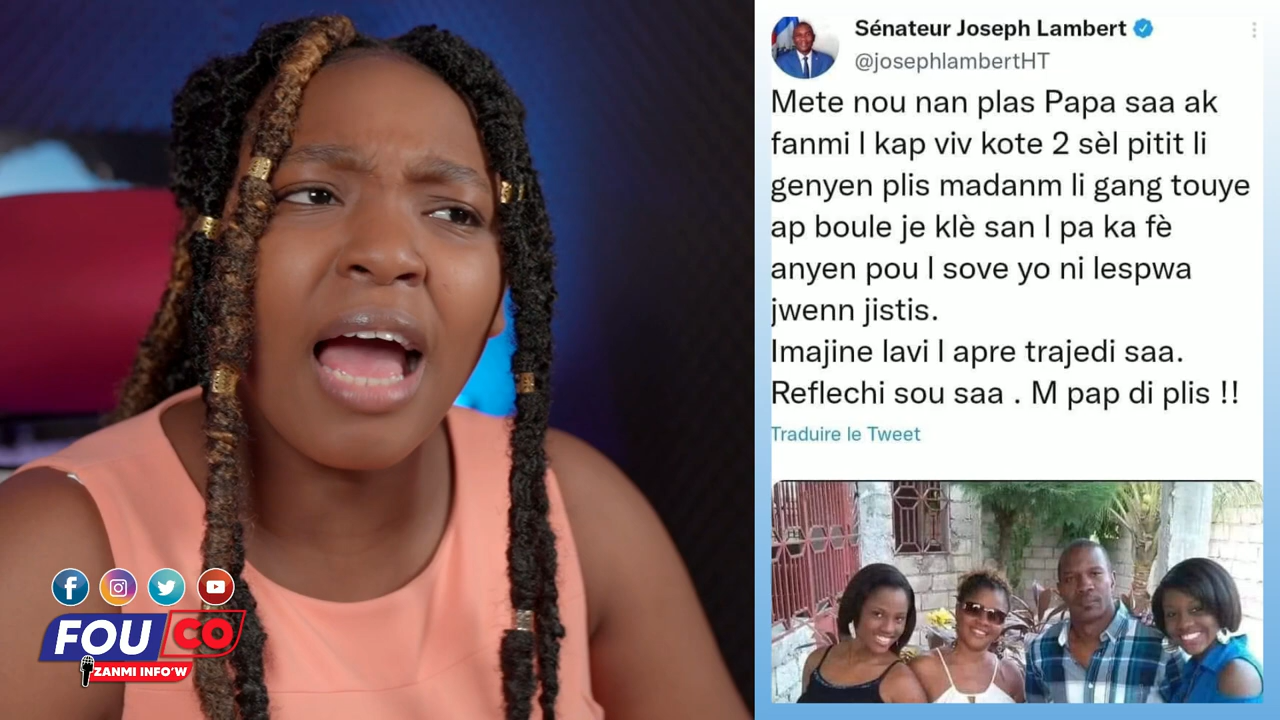 Sénateur Joseph Lambert
@josephlambertHT
Mete nou nan plas Papa saa ak
fanmi l kap viv kote 2 sèl pitit li
genyen plis madanm li gang touye
ap boule je klè san l pa ka fè
anyen pou l sove yo ni lespwa
jwenn jistis.
Imajine lavi l apre trajedi saa.
Reflechi sou saa . M pap di plis !!
Traduire le Tweet
FOU CO
ZANMI INFO'W